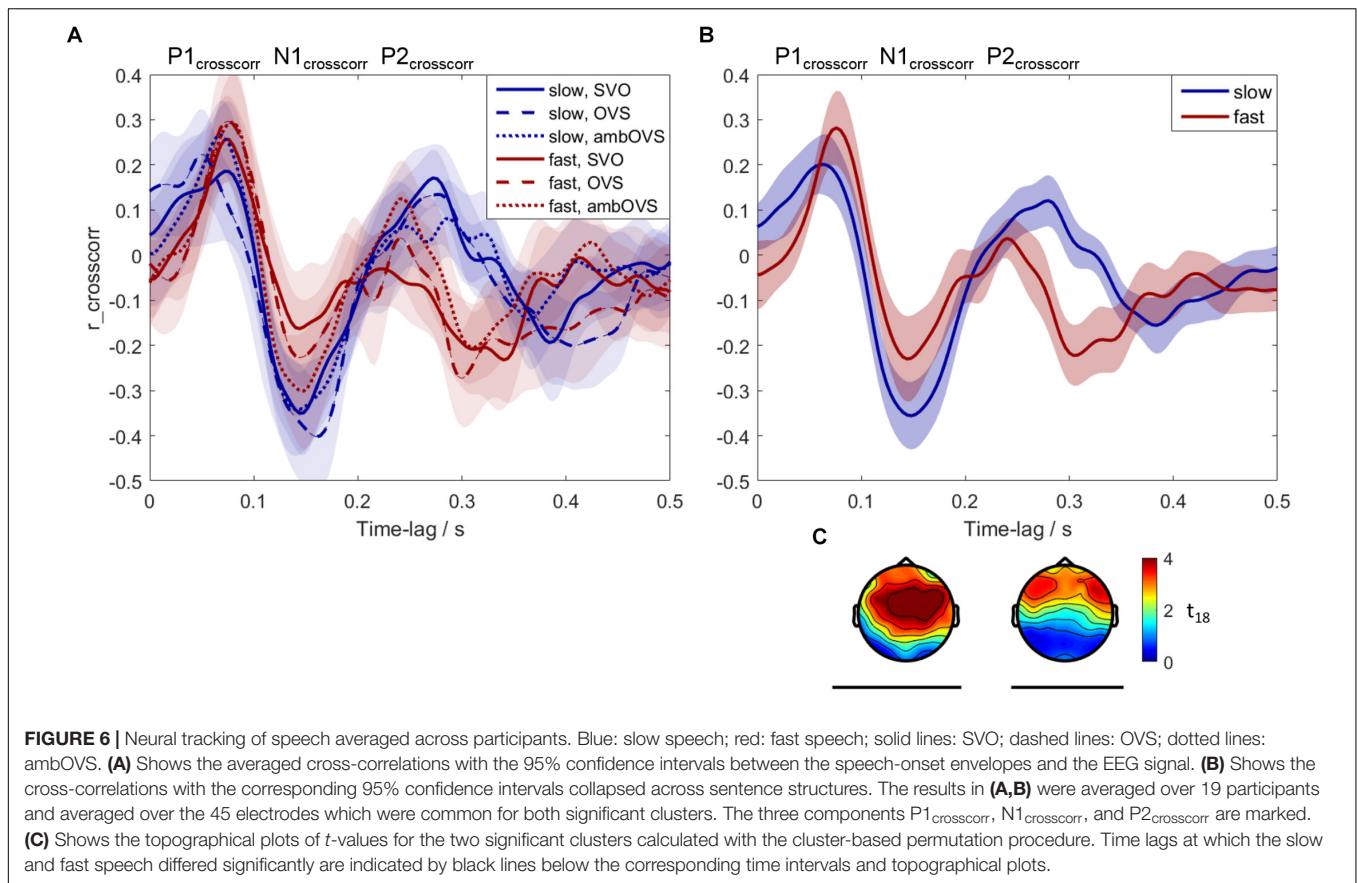 A
B
P1crosscorr N1crosscorr P2crosscorr
P1crosscorr N1crosscorr P2crosscorr
slow, SVO
slow, OVS
slow, ambOVS
fast, SVO
fast, OVS
fast, ambOVS
slow
fast
r_crosscorr
0.4
0.3
0.2
0.1
0
-0.1
-0.2
-0.3
-0.4
-0.5
0 0.1 0.2 0.3 0.4 0.5
Time-lag / s
0.4
0.3
0.2
0.1
0
-0.1
-0.2
-0.3
-0.4
-0.5
0 0.1 0.2 0.3 0.4 0.5
Time-lag / s
C
4
2
0
t18
FIGURE 6 | Neural tracking of speech averaged across participants. Blue: slow speech; red: fast speech; solid lines: SVO; dashed lines: OVS; dotted lines:
ambOVS. (A) Shows the averaged cross-correlations with the 95% confidence intervals between the speech-onset envelopes and the EEG signal. (B) Shows the
cross-correlations with the corresponding 95% confidence intervals collapsed across sentence structures. The results in (A,B) were averaged over 19 participants
and averaged over the 45 electrodes which were common for both significant clusters. The three components P1crosscorr, N1crosscorr, and P2crosscorr are marked.
(C) Shows the topographical plots of t-values for the two significant clusters calculated with the cluster-based permutation procedure. Time lags at which the slow
and fast speech differed significantly are indicated by black lines below the corresponding time intervals and topographical plots.